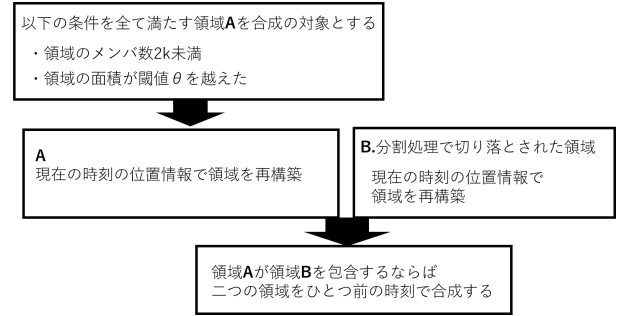 以下の条件を全て満たす領域Aを合成の対象とする
・領域のメンバ数2k未満
・領域の面積が閾値θを越えた
A
現在の時刻の位置情報で領域を再構築
B.分割処理で切り落とされた領域
現在の時刻の位置情報で
領域を再構築
領域Aが領域Bを包含するならば
二つの領域をひとつ前の時刻で合成する